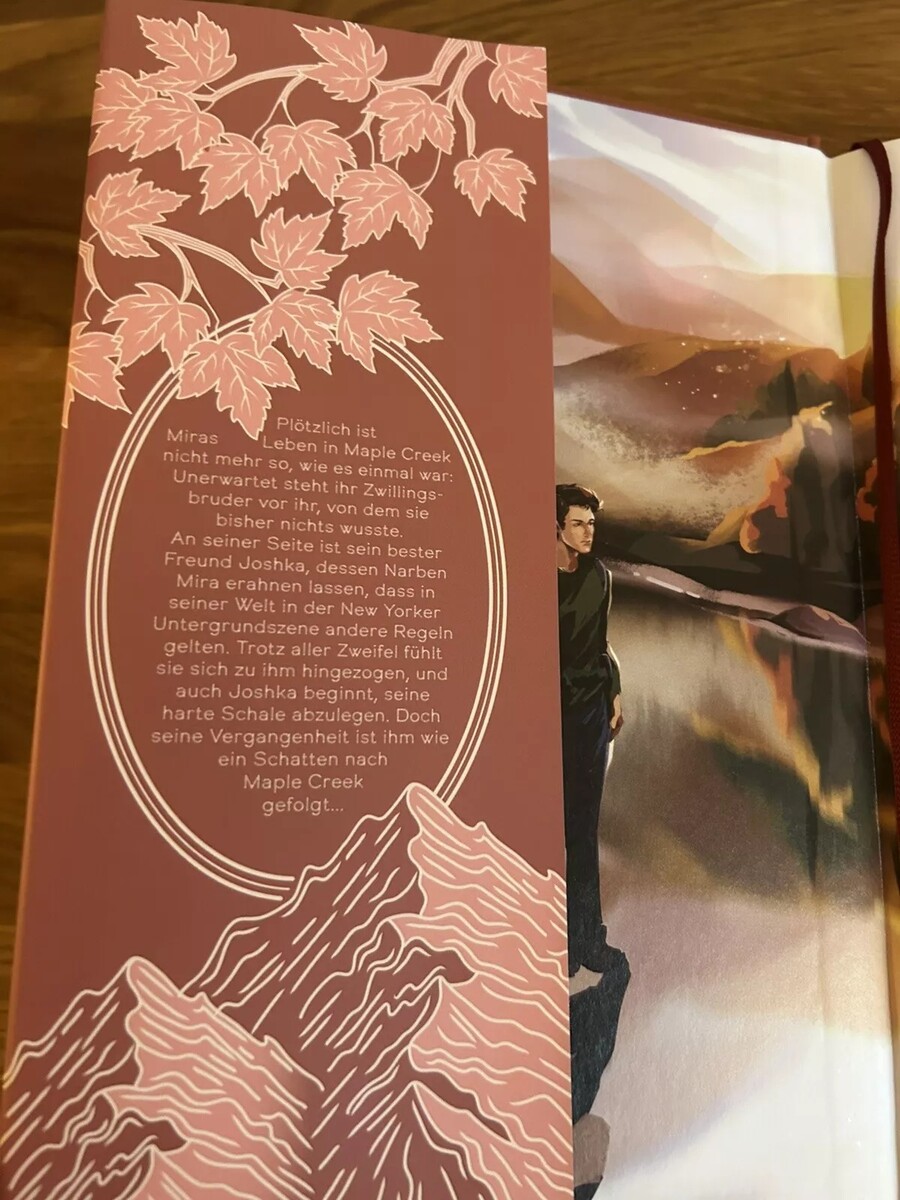 Plötzlich ist
Miras Leben in Maple Creek
nicht mehr so, wie es einmal war:
Unerwartet steht ihr Zwillings-
bruder vor ihr, von dem sie
bisher nichts wusste.
An seiner Seite ist sein bester
Freund Joshka, dessen Narben
Mira erahnen lassen, dass in
seiner Welt in der New Yorker
Untergrundszene andere Regeln
gelten. Trotz aller Zweifel fühlt
sie sich zu ihm hingezogen, und
auch Joshka beginnt, seine
harte Schale abzulegen. Doch
seine Vergangenheit ist ihm wie
ein Schatten nach
Maple Creek
gefolgt...